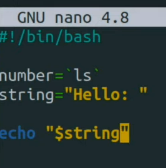 GNU nano 4.8
#!/bin/bash
number=`ls`
string="Hello: "
echo "$string"